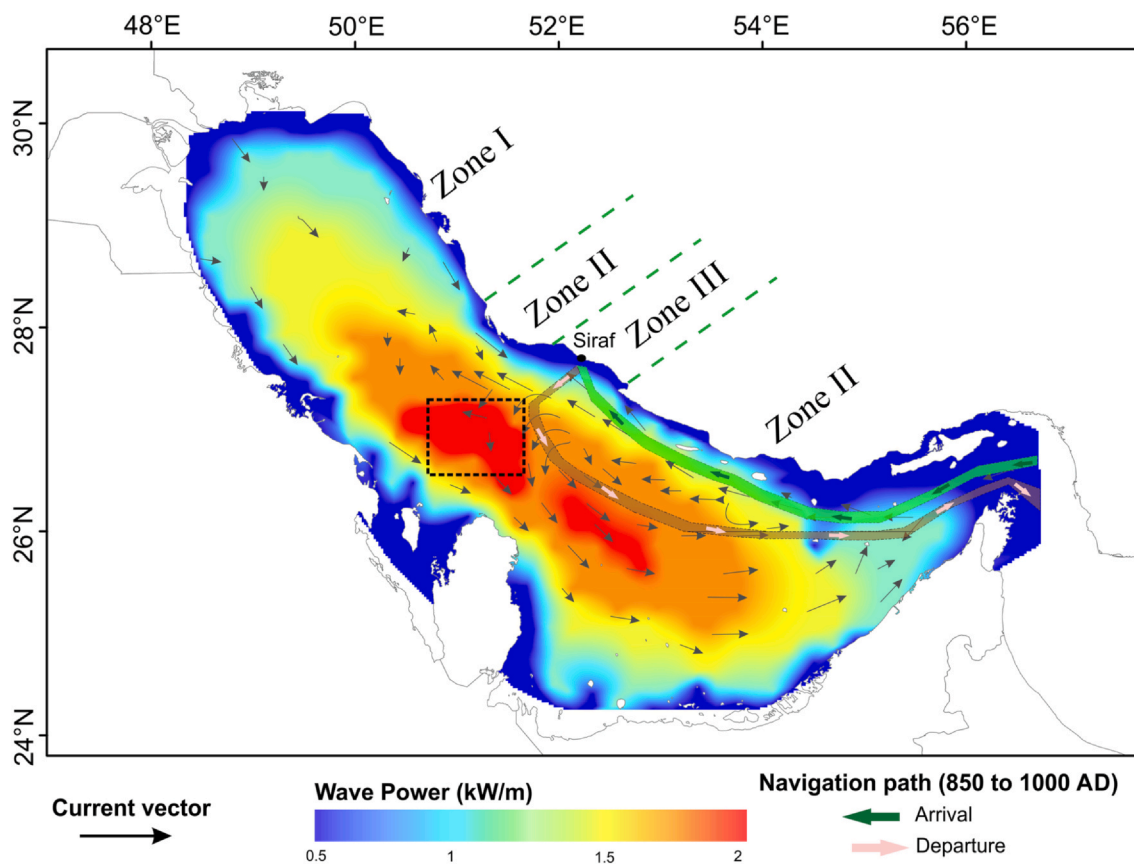 48°E 50°E 52°E 54°E 56°E
30°N
28°N
26°N
24°N
Zone I
Zone II
Zone III
Siraf
Zone II
Current vector
Wave Power (kW/m)
0.5 1 1.5 2
Navigation path (850 to 1000 AD)
Arrival
Departure